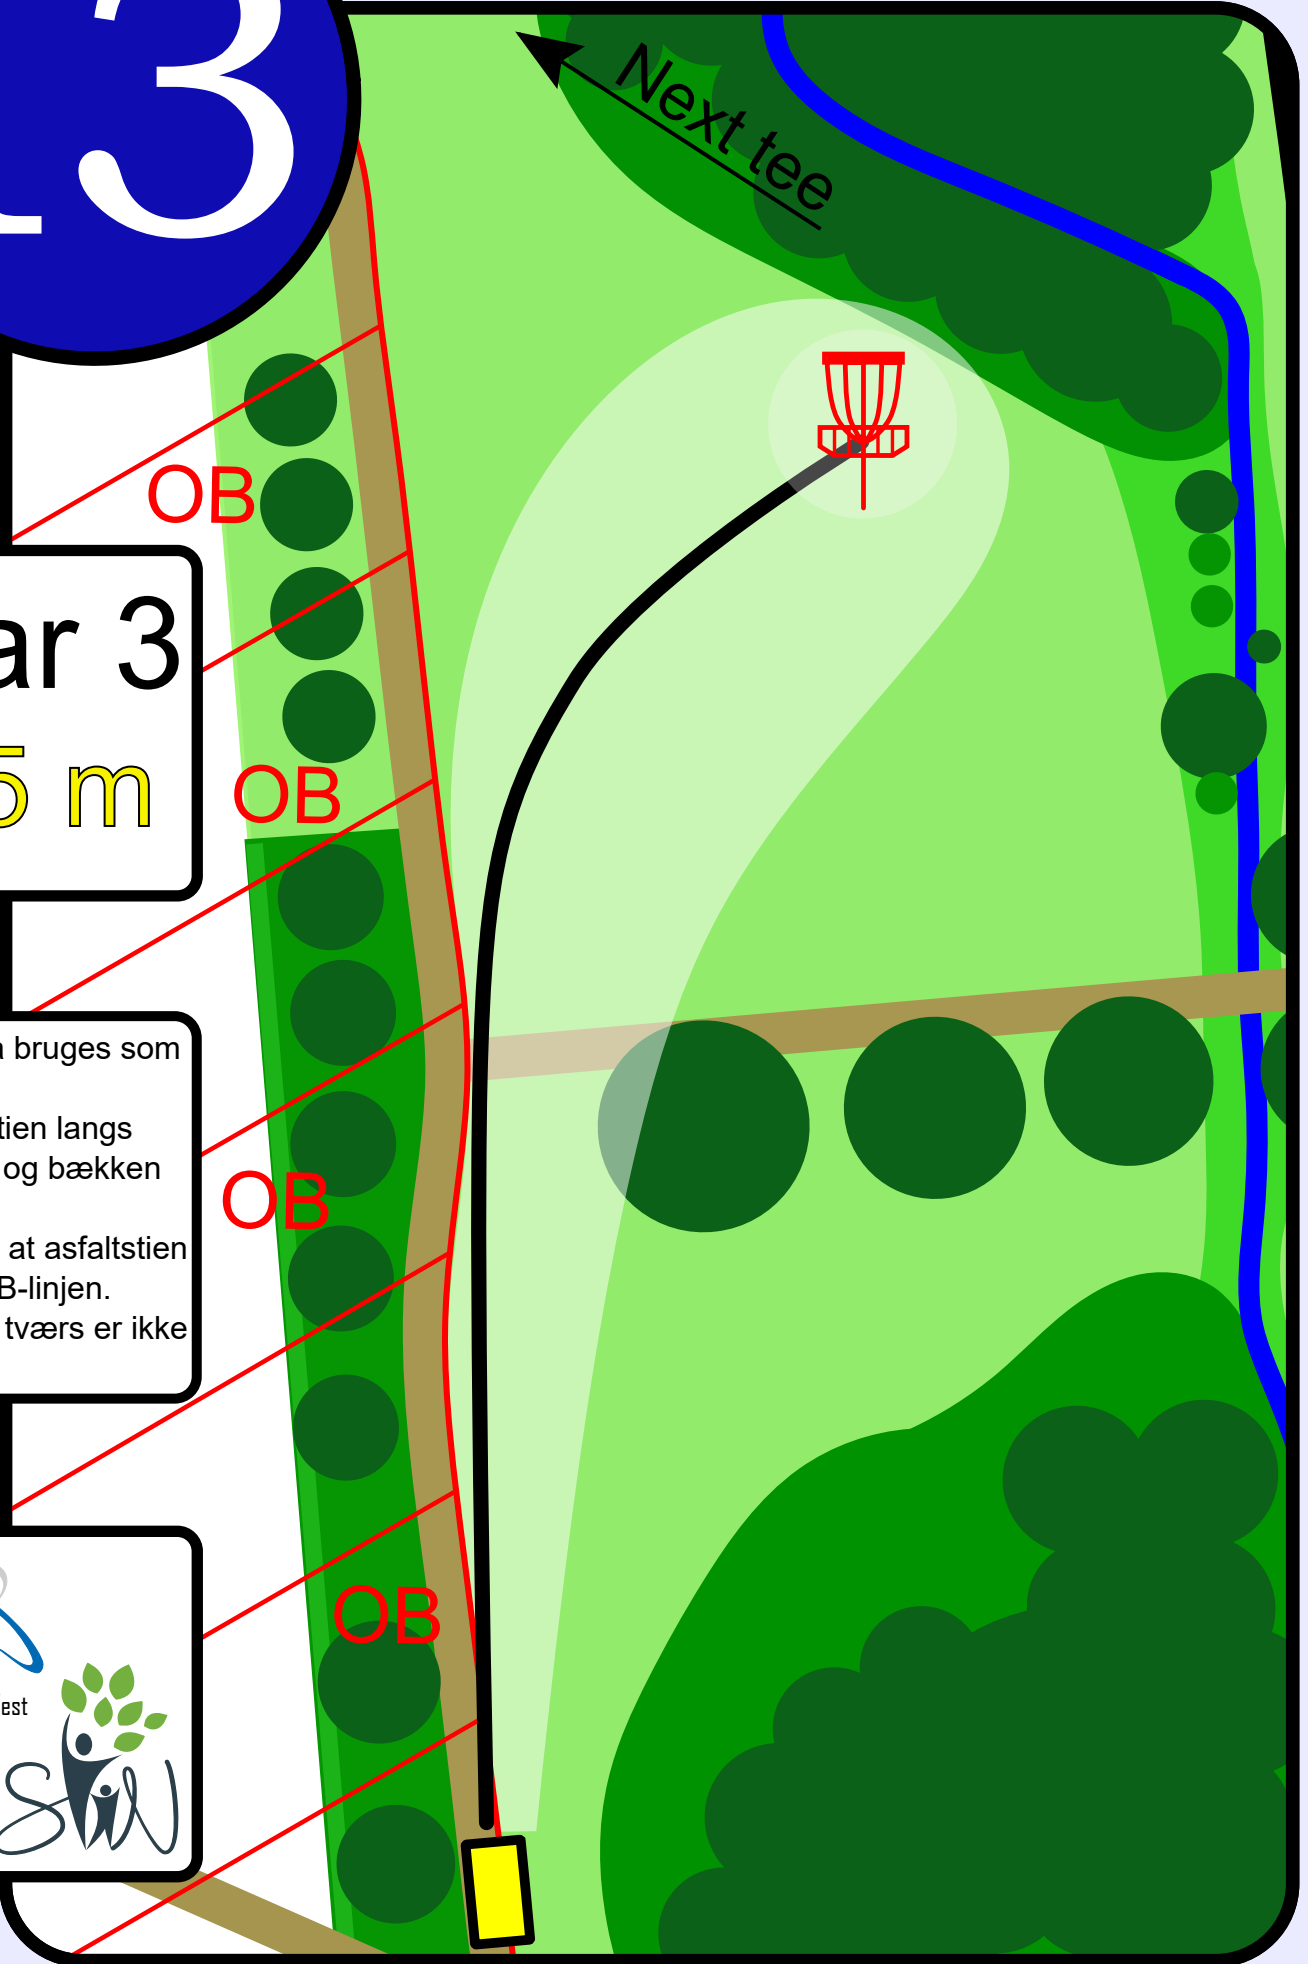 3
Next tee
OB
ar 3
5 m
OB
a bruges som
tien langs
og bækken
OB
at asfaltstien
B-linjen.
tværs er ikke
OB
est